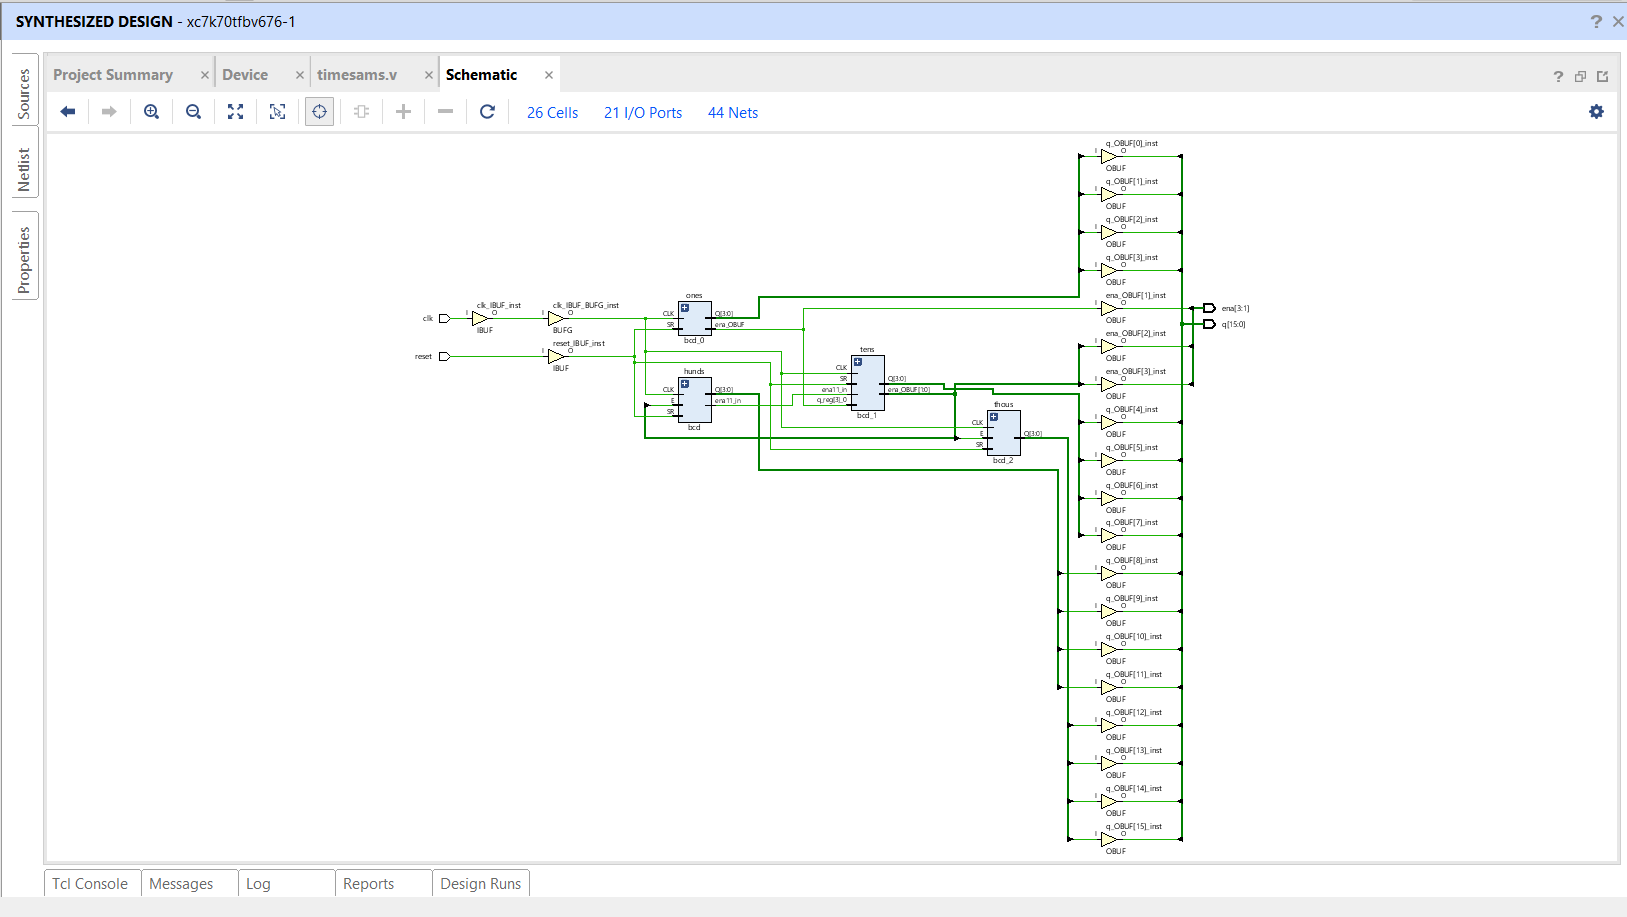 SYNTHESIZED DESIGN - xc7k70tfbv676-1
Sources
Netlist
Properties
Project Summary
Device
timesams.v
Schematic
26 Cells
21 I/O Ports
44 Nets
clk
I
clk_IBUF_inst
O
IBUF
I
clk_IBUF_BUFG_inst
O
BUFG
reset
I
reset_IBUF_inst
O
IBUF
ones
CLK
SR
Q[3:0]
ena_OBUF
bcd_0
hunds
CLK
E
SR
Q[3:0]
ena11_in
bcd
tens
CLK
SR
ena11_in
q_reg[3]_0
Q[3:0]
ena_OBUF[1:0]
bcd_1
thous
CLK
E
SR
Q[3:0]
bcd_2
q_OBUF[0]_inst
I
O
OBUF
q_OBUF[1]_inst
I
O
OBUF
q_OBUF[2]_inst
I
O
OBUF
q_OBUF[3]_inst
I
O
OBUF
ena_OBUF[1]_inst
I
O
OBUF
ena_OBUF[2]_inst
I
O
OBUF
ena_OBUF[3]_inst
I
O
OBUF
q_OBUF[4]_inst
I
O
OBUF
q_OBUF[5]_inst
I
O
OBUF
q_OBUF[6]_inst
I
O
OBUF
q_OBUF[7]_inst
I
O
OBUF
q_OBUF[8]_inst
I
O
OBUF
q_OBUF[9]_inst
I
O
OBUF
q_OBUF[10]_inst
I
O
OBUF
q_OBUF[11]_inst
I
O
OBUF
q_OBUF[12]_inst
I
O
OBUF
q_OBUF[13]_inst
I
O
OBUF
q_OBUF[14]_inst
I
O
OBUF
q_OBUF[15]_inst
I
O
OBUF
ena[3:1]
q[15:0]
Tcl Console
Messages
Log
Reports
Design Runs